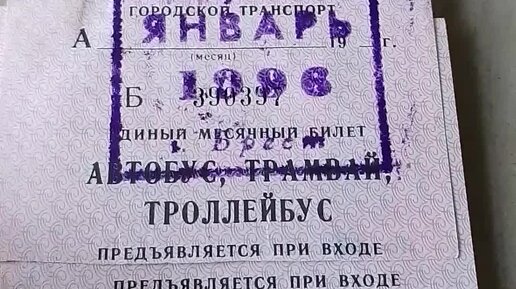 ГОРОДСКОЙ ТРАНСПОРТ
А ЯНВАРЬ 19 г.
(месяц)
1996
Б 390397
ЕДИНЫЙ МЕСЯЧНЫЙ БИЛЕТ
г. Брест
АВТОБУС, ТРАМВАЙ,
ТРОЛЛЕЙБУС
ПРЕДЪЯВЛЯЕТСЯ ПРИ ВХОДЕ
ПРЕДЪЯВЛЯЕТСЯ ПРИ ВХОДЕ